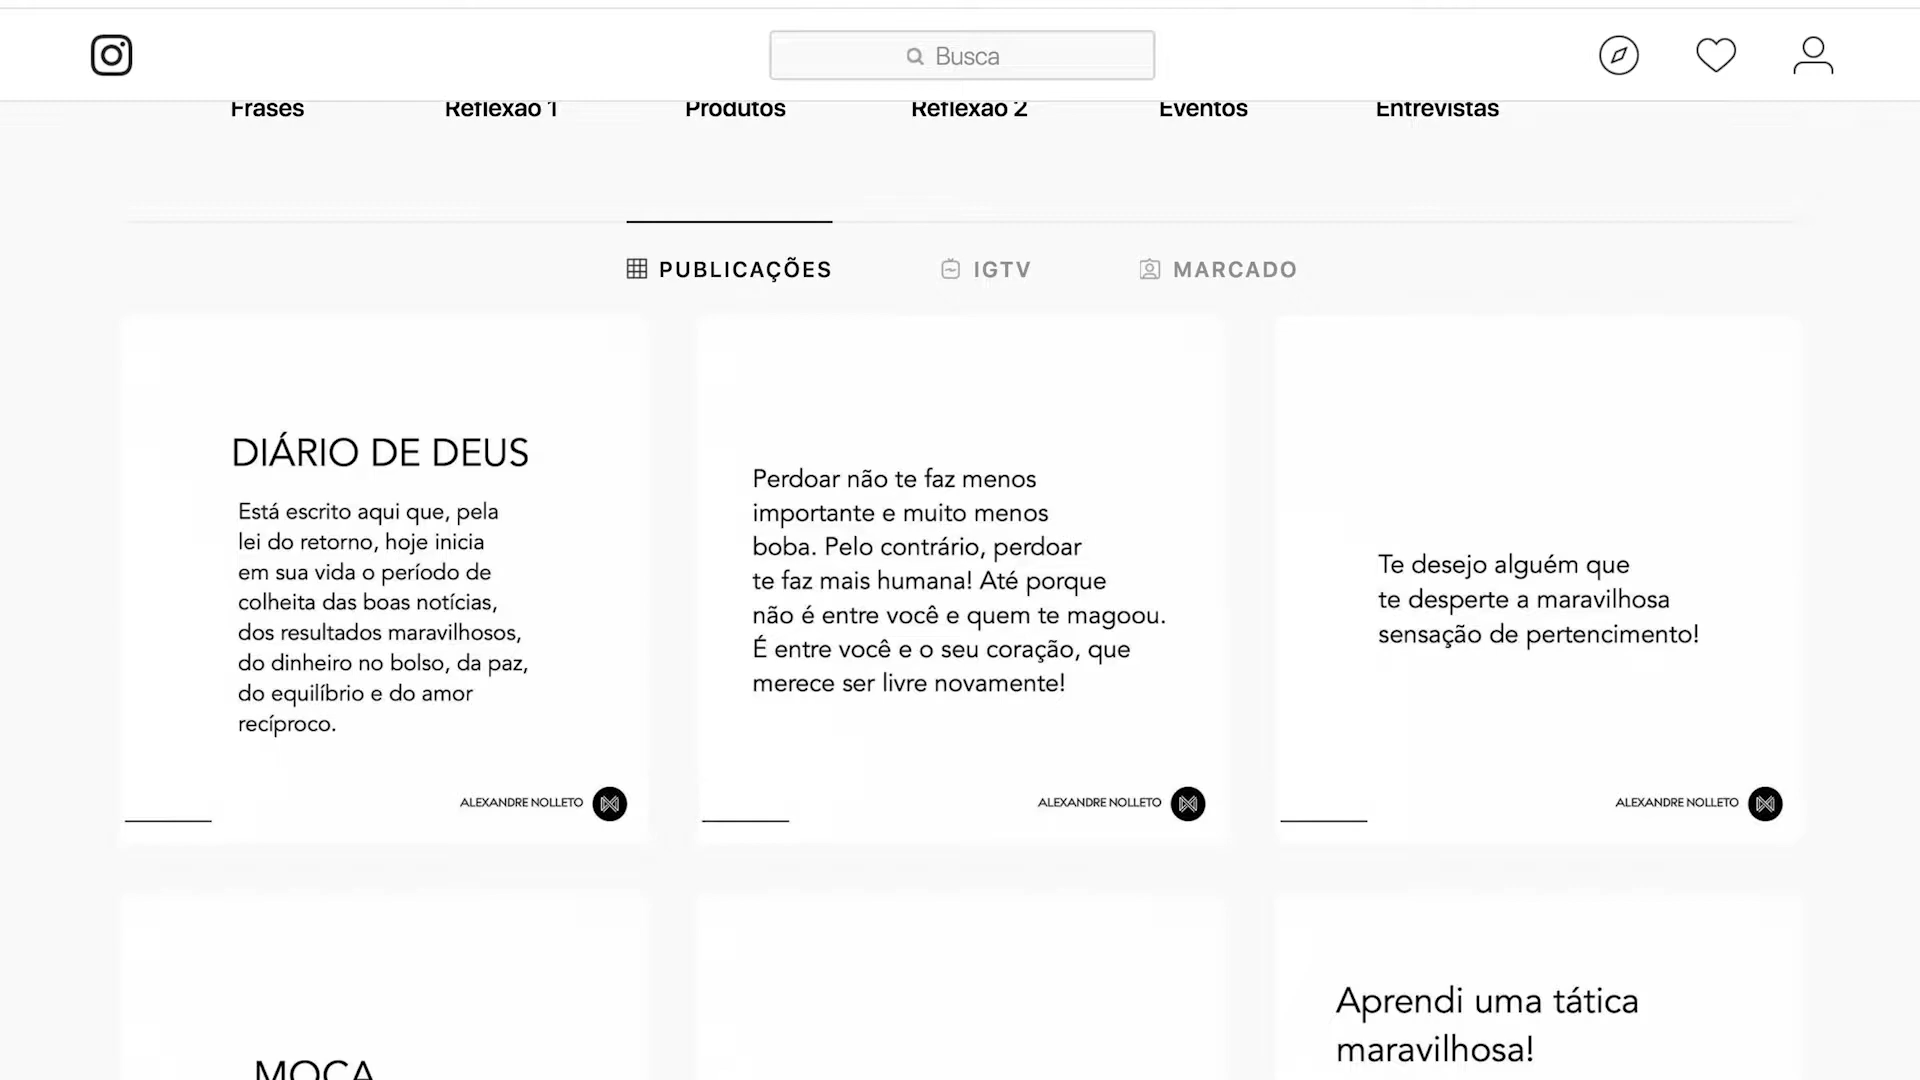 Busca
Frases
Reflexão 1
Produtos
Reflexão 2
Eventos
Entrevistas
PUBLICAÇÕES
IGTV
MARCADO
DIÁRIO DE DEUS
Está escrito aqui que, pela
lei do retorno, hoje inicia
em sua vida o período de
colheita das boas notícias,
dos resultados maravilhosos,
do dinheiro no bolso, da paz,
do equilíbrio e do amor
recíproco.
ALEXANDRE NOLLETO
Perdoar não te faz menos
importante e muito menos
boba. Pelo contrário, perdoar
te faz mais humana! Até porque
não é entre você e quem te magoou.
É entre você e o seu coração, que
merece ser livre novamente!
ALEXANDRE NOLLETO
Te desejo alguém que
te desperte a maravilhosa
sensação de pertencimento!
ALEXANDRE NOLLETO
MOÇA
Aprendi uma tática
maravilhosa!